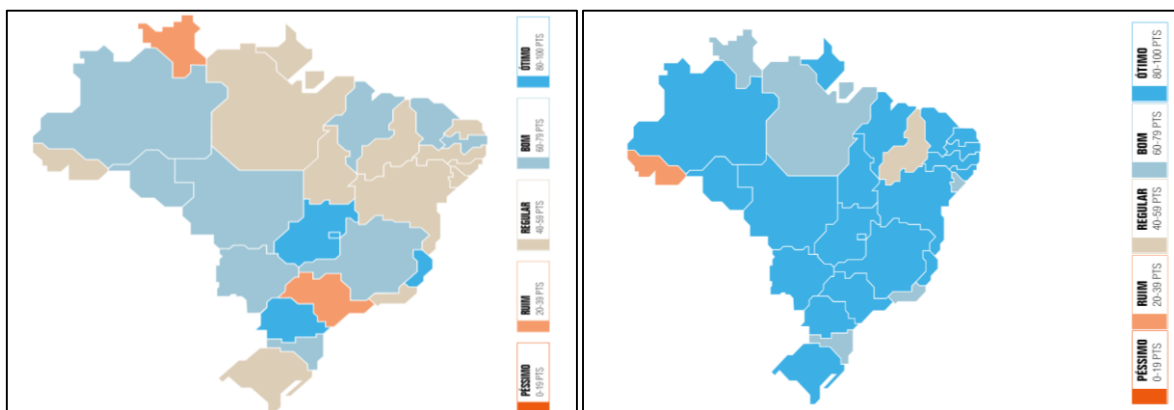 ÓTIMO
80-100 PTS
BOM
60-79 PTS
REGULAR
40-59 PTS
RUIM
20-39 PTS
PÉSSIMO
0-19 PTS
ÓTIMO
80-100 PTS
BOM
60-79 PTS
REGULAR
40-59 PTS
RUIM
20-39 PTS
PÉSSIMO
0-19 PTS